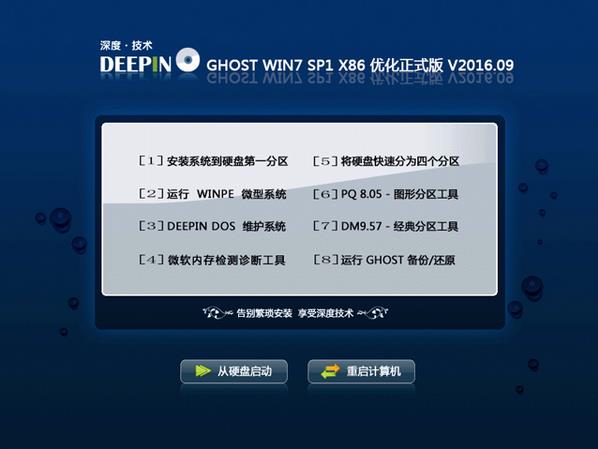 深度·技术
DEEPIN GHOST WIN7 SP1 X86 优化正式版 V2016.09
[1] 安装系统到硬盘第一分区
[2] 运行 WINPE 微型系统
[3] DEEPIN DOS 维护系统
[4] 微软内存检测诊断工具
[5] 将硬盘快速分为四个分区
[6] PQ 8.05 - 图形分区工具
[7] DM9.57 - 经典分区工具
[8] 运行 GHOST 备份/还原
告别繁琐安装 享受深度技术
从硬盘启动
重启计算机